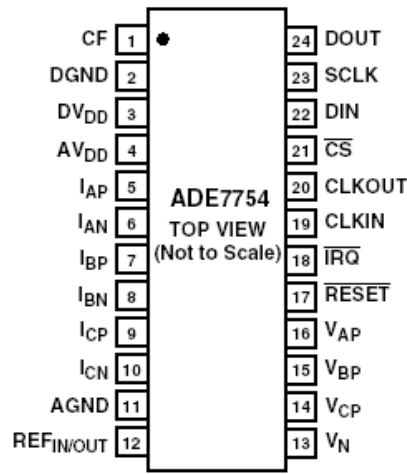 CF 1 24 DOUT
DGND 2 23 SCLK
DVDD 3 22 DIN
AVDD 4 21 CS
IAP 5 20 CLKOUT
ADE7754
IAN 6 19 CLKIN
TOP VIEW
IBP 7 18 IRQ
(Not to Scale)
IBN 8 17 RESET
ICP 9 16 VAP
ICN 10 15 VBP
AGND 11 14 VCP
REFIN/OUT 12 13 VN